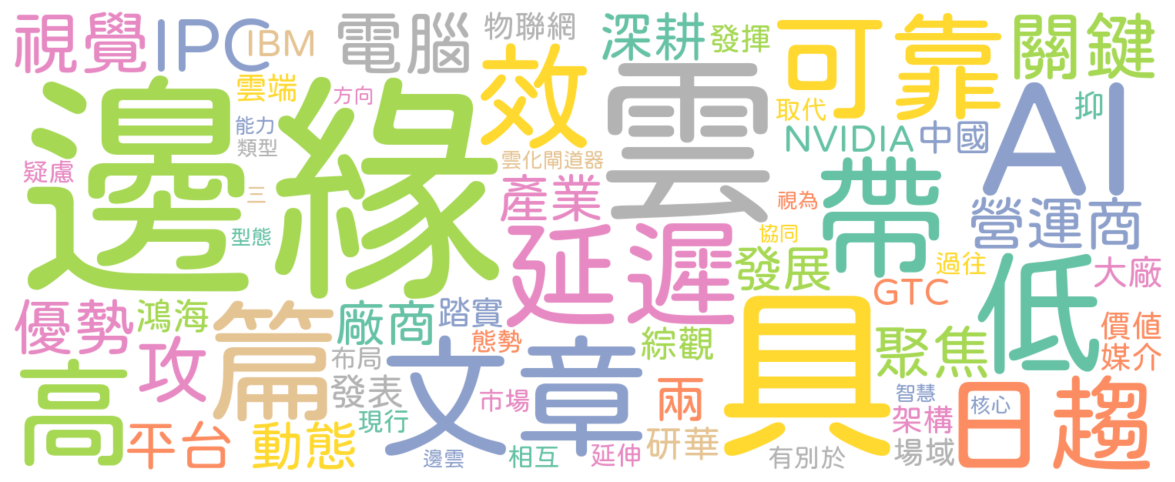 視覺
IPC
IBM
電腦
物聯網
深耕
發揮
可靠
關鍵
邊緣
雲端
方向
效
雲
取代
AI
抑
能力
類型
疑慮
三
型態
雲化閘道器
NVIDIA
中國
產業
帶
視為
營運商
延遲
協同
發展
過往
低
大廠
GTC
優勢
鴻海
篇
廠商
踏實
態勢
綜觀
具
聚焦
價值
媒介
攻
布局
文章
高
發表
市場
兩
智慧
日趨
核心
現行
架構
平台
動態
邊雲
相互
延伸
研華
有別於
場域